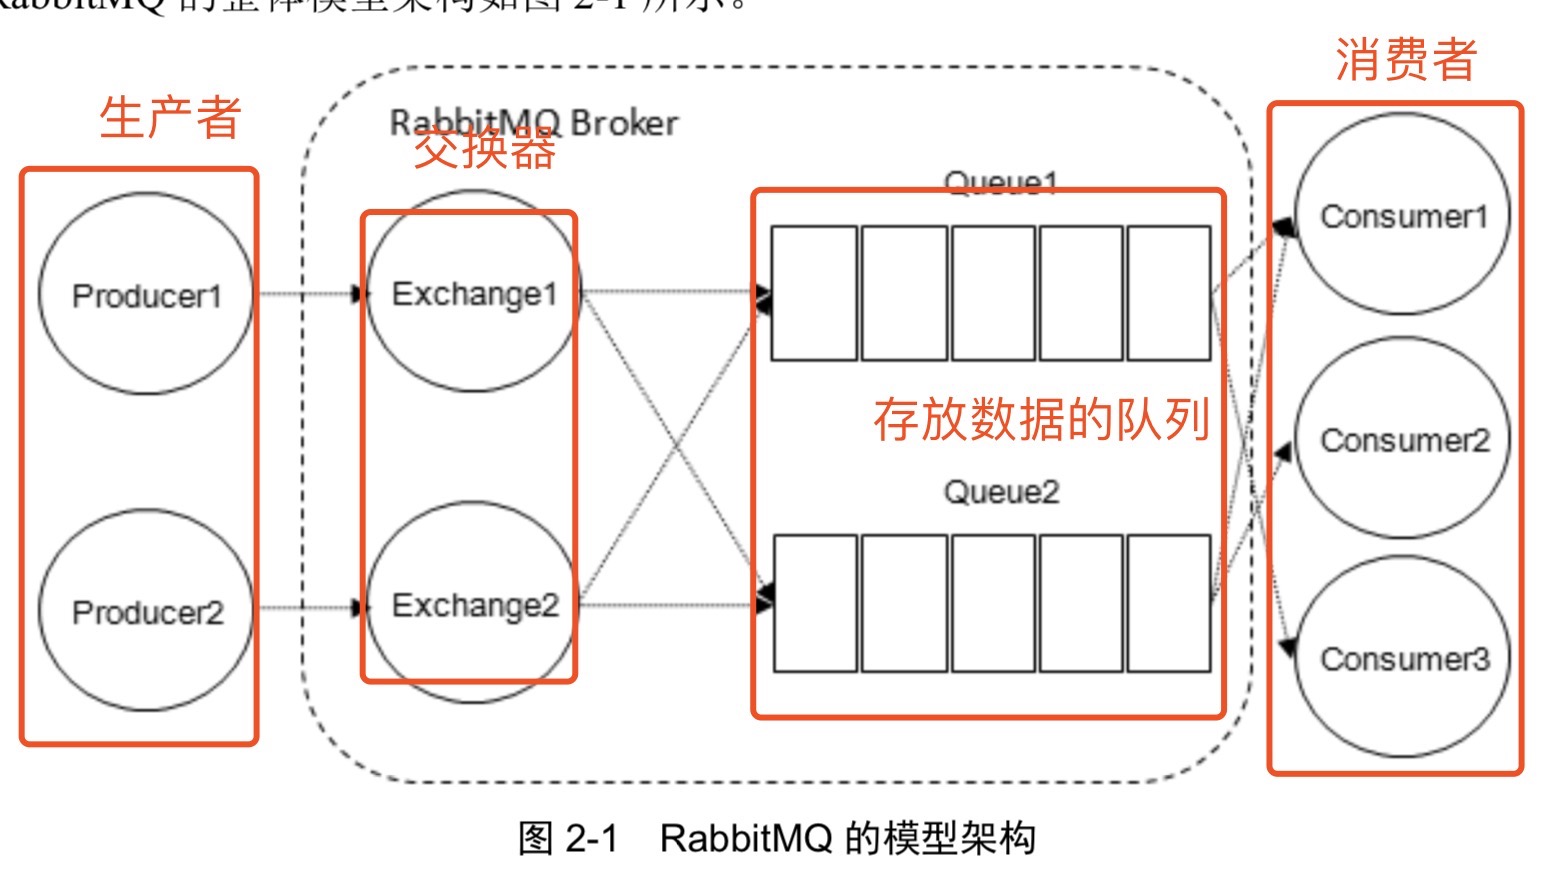 RabbitMQ 的整体模型架构如图 2-1 所示。
消费者
生产者
RabbitMQ Broker
交换器
Queue1
Consumer1
Producer1
Exchange1
存放数据的队列
Consumer2
Queue2
Producer2
Exchange2
Consumer3
图 2-1 RabbitMQ 的模型架构